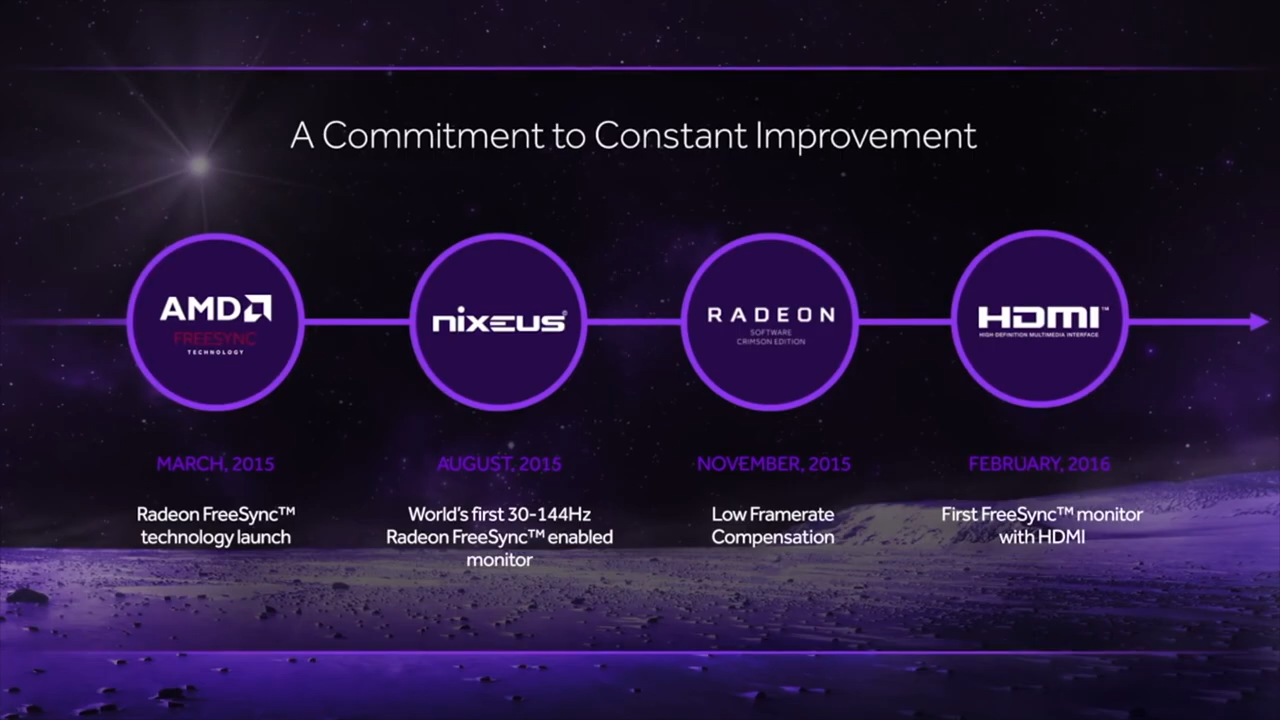 A Commitment to Constant Improvement
AMD
FREESYNC
TECHNOLOGY
nixeus®
RADEON
SOFTWARE
CRIMSON EDITION
HDMI™
HIGH-DEFINITION MULTIMEDIA INTERFACE
MARCH, 2015
Radeon FreeSync™
technology launch
AUGUST, 2015
World's first 30-144Hz
Radeon FreeSync™ enabled
monitor
NOVEMBER, 2015
Low Framerate
Compensation
FEBRUARY, 2016
First FreeSync™ monitor
with HDMI